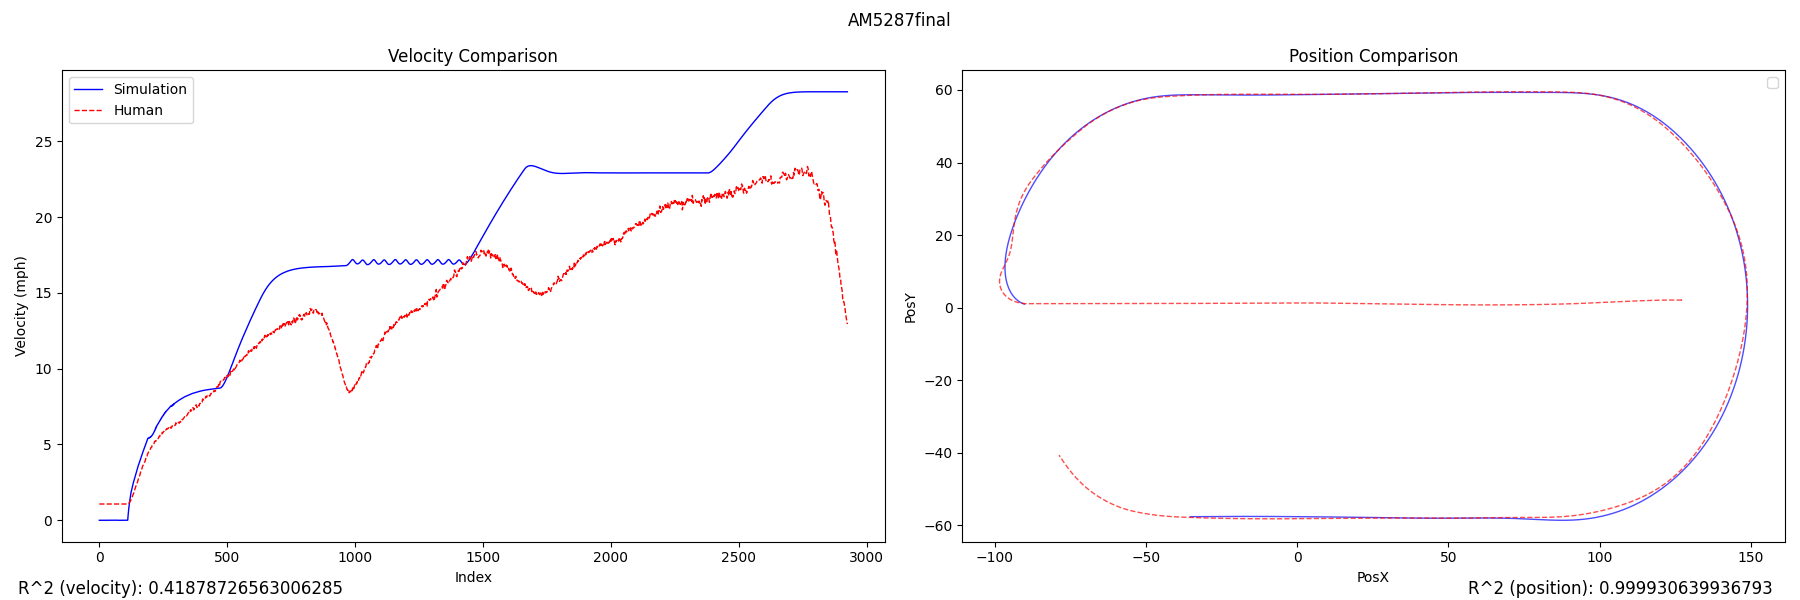 AM5287final
Velocity Comparison
Simulation
Human
25
20
15
10
5
0
Velocity (mph)
0 500 1000 1500 2000 2500 3000
Index
R^2 (velocity): 0.41878726563006285
Position Comparison
60
40
20
0
−20
−40
−60
PosY
−100 −50 0 50 100 150
PosX
R^2 (position): 0.999930639936793